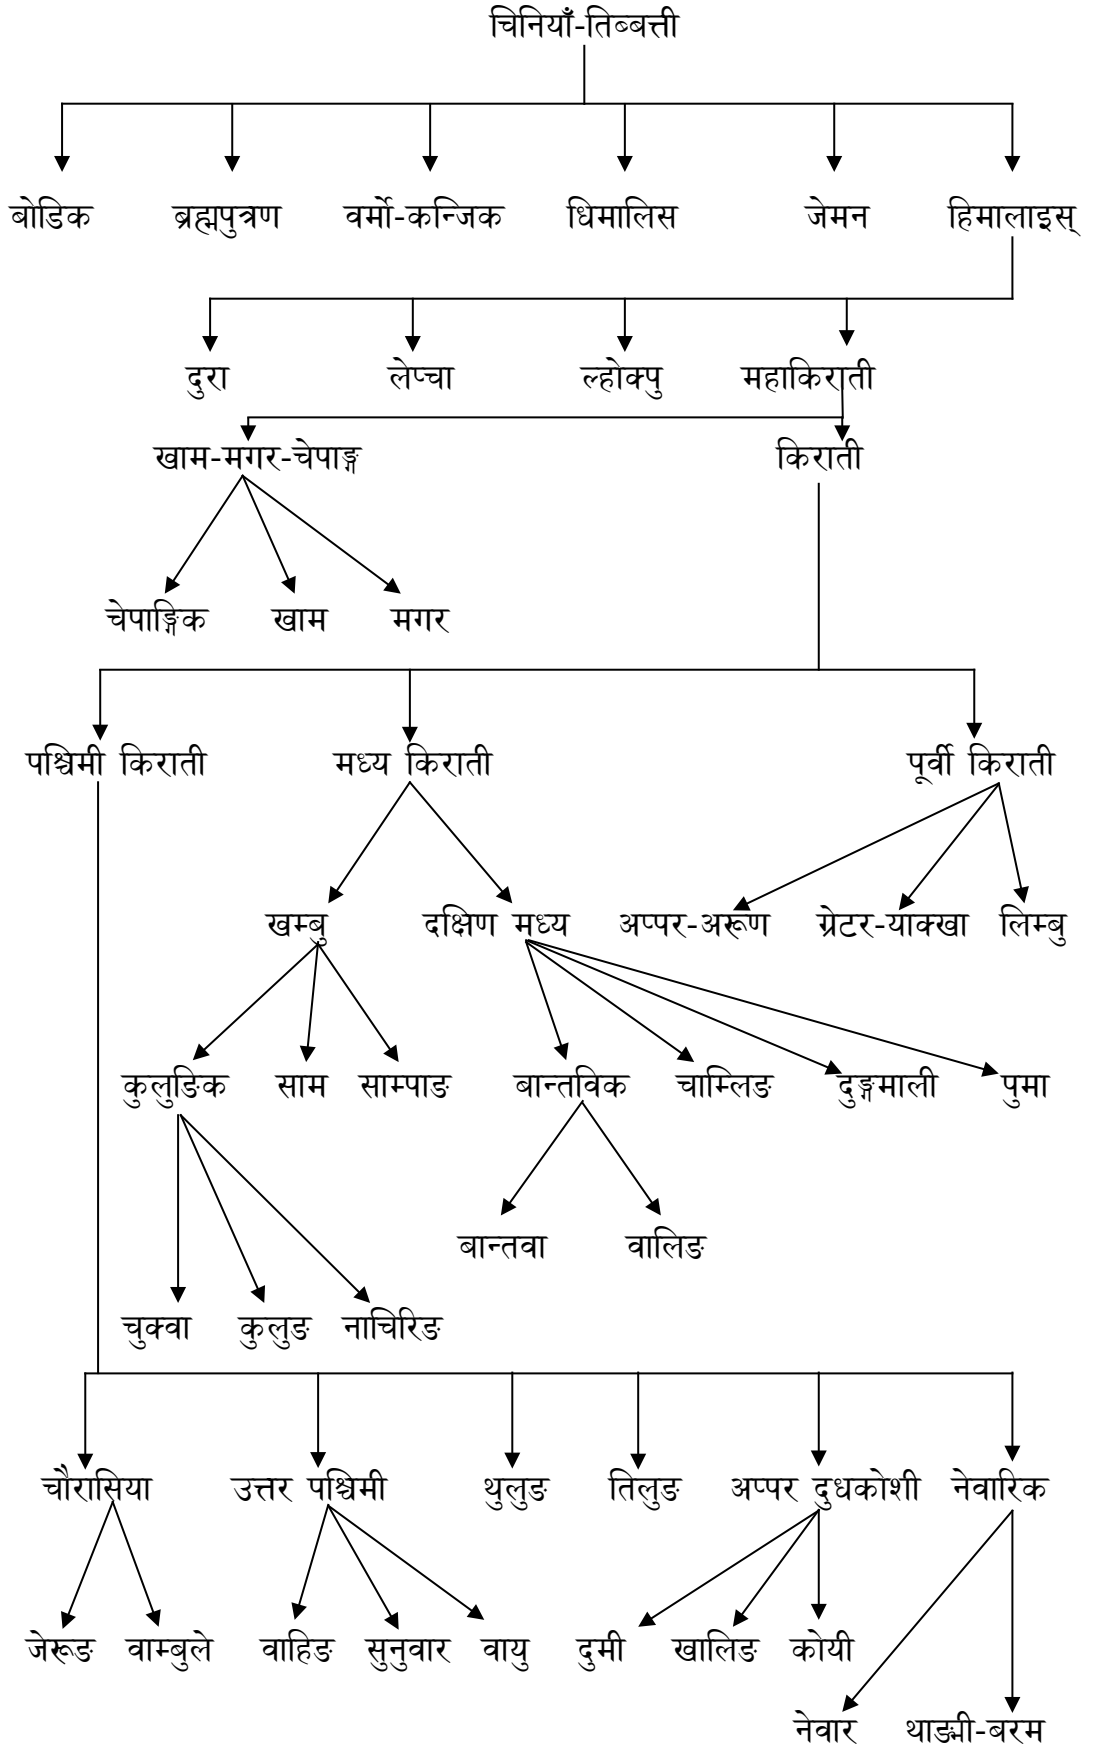 चिनियाँ-तिब्बत्ती
बोडिक ब्रह्मपुत्रण वर्मो-कन्जिक धिमालिस जेमन हिमालाइस्
दुरा लेप्चा ल्होक्पु महाकिराती
खाम-मगर-चेपाङ्ग किराती
चेपाङ्गिक खाम मगर
पश्चिमी किराती मध्य किराती पूर्वी किराती
खम्बु दक्षिण मध्य अप्पर-अरूण ग्रेटर-याक्खा लिम्बु
कुलुङिक साम साम्पाङ बान्तविक चाम्लिङ दुङ्गमाली पुमा
बान्तवा वालिङ
चुक्वा कुलुङ नाचिरिङ
चौरासिया उत्तर पश्चिमी थुलुङ तिलुङ अप्पर दुधकोशी नेवारिक
जेरूङ वाम्बुले वाहिङ सुनुवार वायु दुमी खालिङ कोयी
नेवार थाङमी-बरम